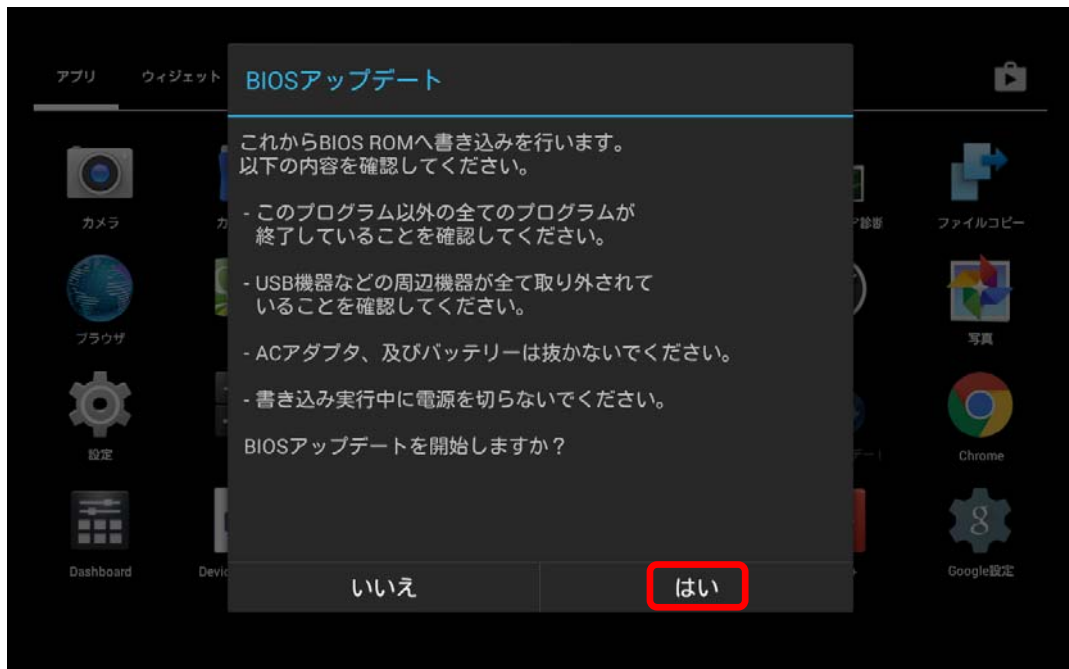 アプリ ウィジェット
BIOSアップデート
これからBIOS ROMへ書き込みを行います。
以下の内容を確認してください。
- このプログラム以外の全てのプログラムが
終了していることを確認してください。
- USB機器などの周辺機器が全て取り外されて
いることを確認してください。
- ACアダプタ、及びバッテリーは抜かないでください。
- 書き込み実行中に電源を切らないでください。
BIOSアップデートを開始しますか？
いいえ はい
カメラ
カ
診断
ファイルコピー
ブラウザ
写真
設定
Chrome
Dashboard
Devic
Google設定
g